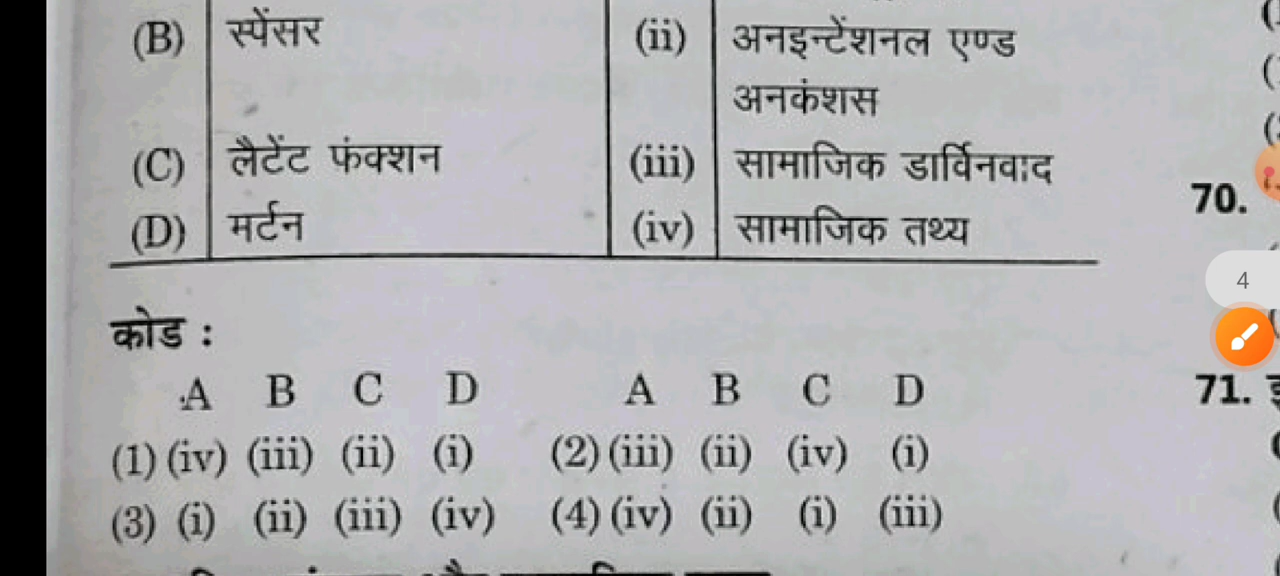 (B) स्पेंसर (ii) अनइन्टेंशनल एण्ड
अनकंशस
(C) लैटेंट फंक्शन (iii) सामाजिक डार्विनवाद
(D) मर्टन (iv) सामाजिक तथ्य
70.
4
कोड :
A B C D A B C D
71.
(1) (iv) (iii) (ii) (i) (2) (iii) (ii) (iv) (i)
(3) (i) (ii) (iii) (iv) (4) (iv) (ii) (i) (iii)